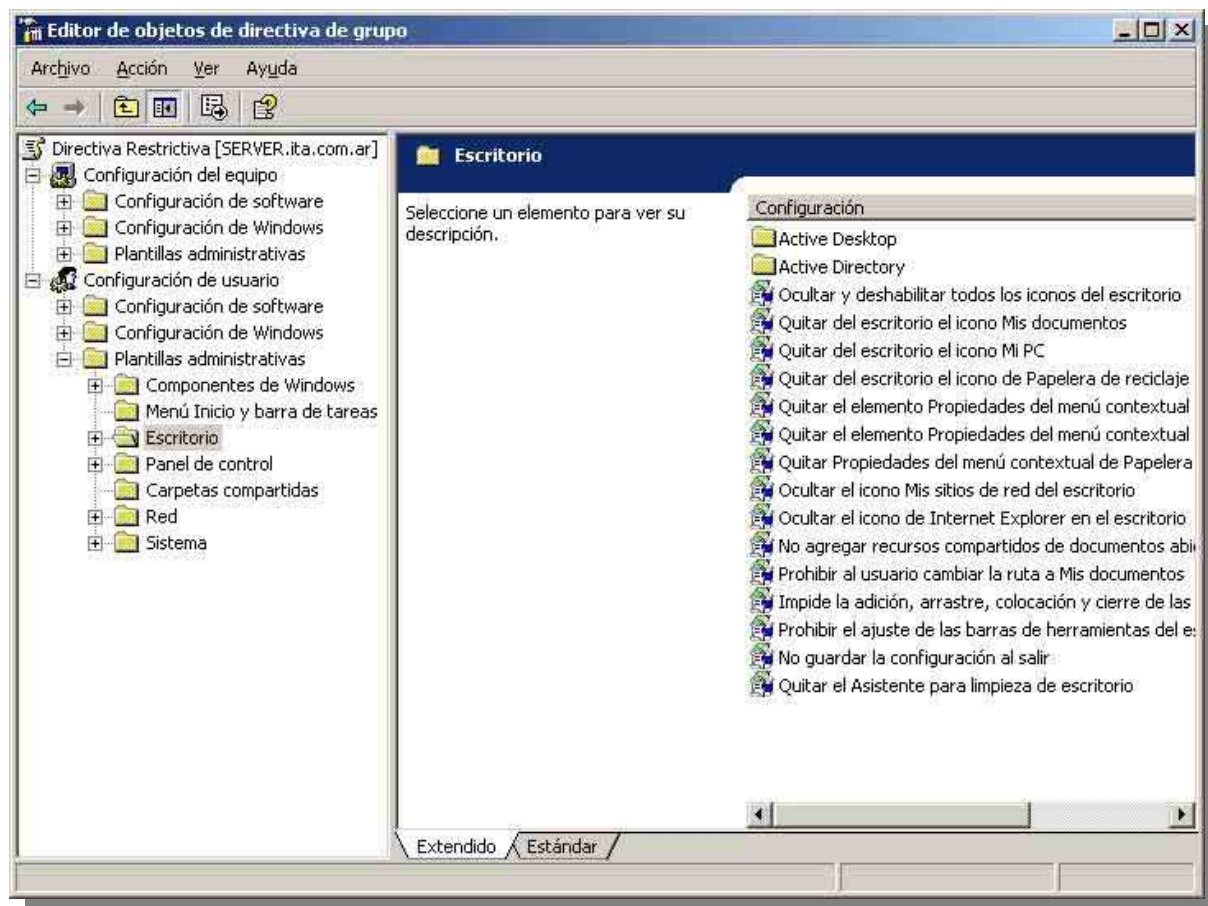 Editor de objetos de directiva de grupo
Archivo Acción Ver Ayuda
Directiva Restrictiva [SERVER.ita.com.ar]
Configuración del equipo
Configuración de software
Configuración de Windows
Plantillas administrativas
Configuración de usuario
Configuración de software
Configuración de Windows
Plantillas administrativas
Componentes de Windows
Menú Inicio y barra de tareas
Escritorio
Panel de control
Carpetas compartidas
Red
Sistema
Escritorio
Seleccione un elemento para ver su
descripción.
Configuración
Active Desktop
Active Directory
Ocultar y deshabilitar todos los iconos del escritorio
Quitar del escritorio el icono Mis documentos
Quitar del escritorio el icono Mi PC
Quitar del escritorio el icono de Papelera de reciclaje
Quitar el elemento Propiedades del menú contextual
Quitar el elemento Propiedades del menú contextual
Quitar Propiedades del menú contextual de Papelera
Ocultar el icono Mis sitios de red del escritorio
Ocultar el icono de Internet Explorer en el escritorio
No agregar recursos compartidos de documentos abi
Prohibir al usuario cambiar la ruta a Mis documentos
Impide la adición, arrastre, colocación y cierre de las
Prohibir el ajuste de las barras de herramientas del e
No guardar la configuración al salir
Quitar el Asistente para limpieza de escritorio
Extendido Estándar